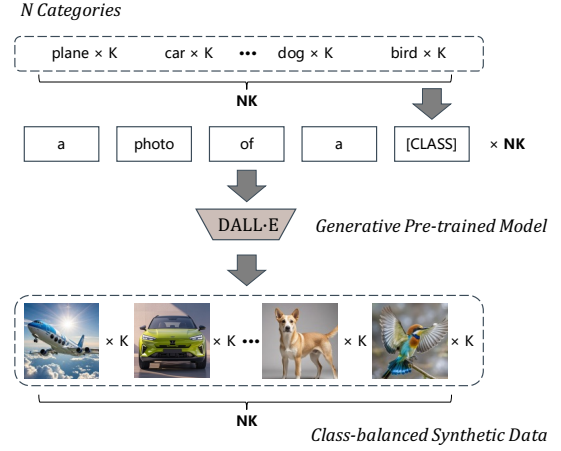 N Categories
plane × K car × K ••• dog × K bird × K
NK
a photo of a [CLASS] × NK
DALL·E
Generative Pre-trained Model
× K × K ••• × K × K
NK
Class-balanced Synthetic Data